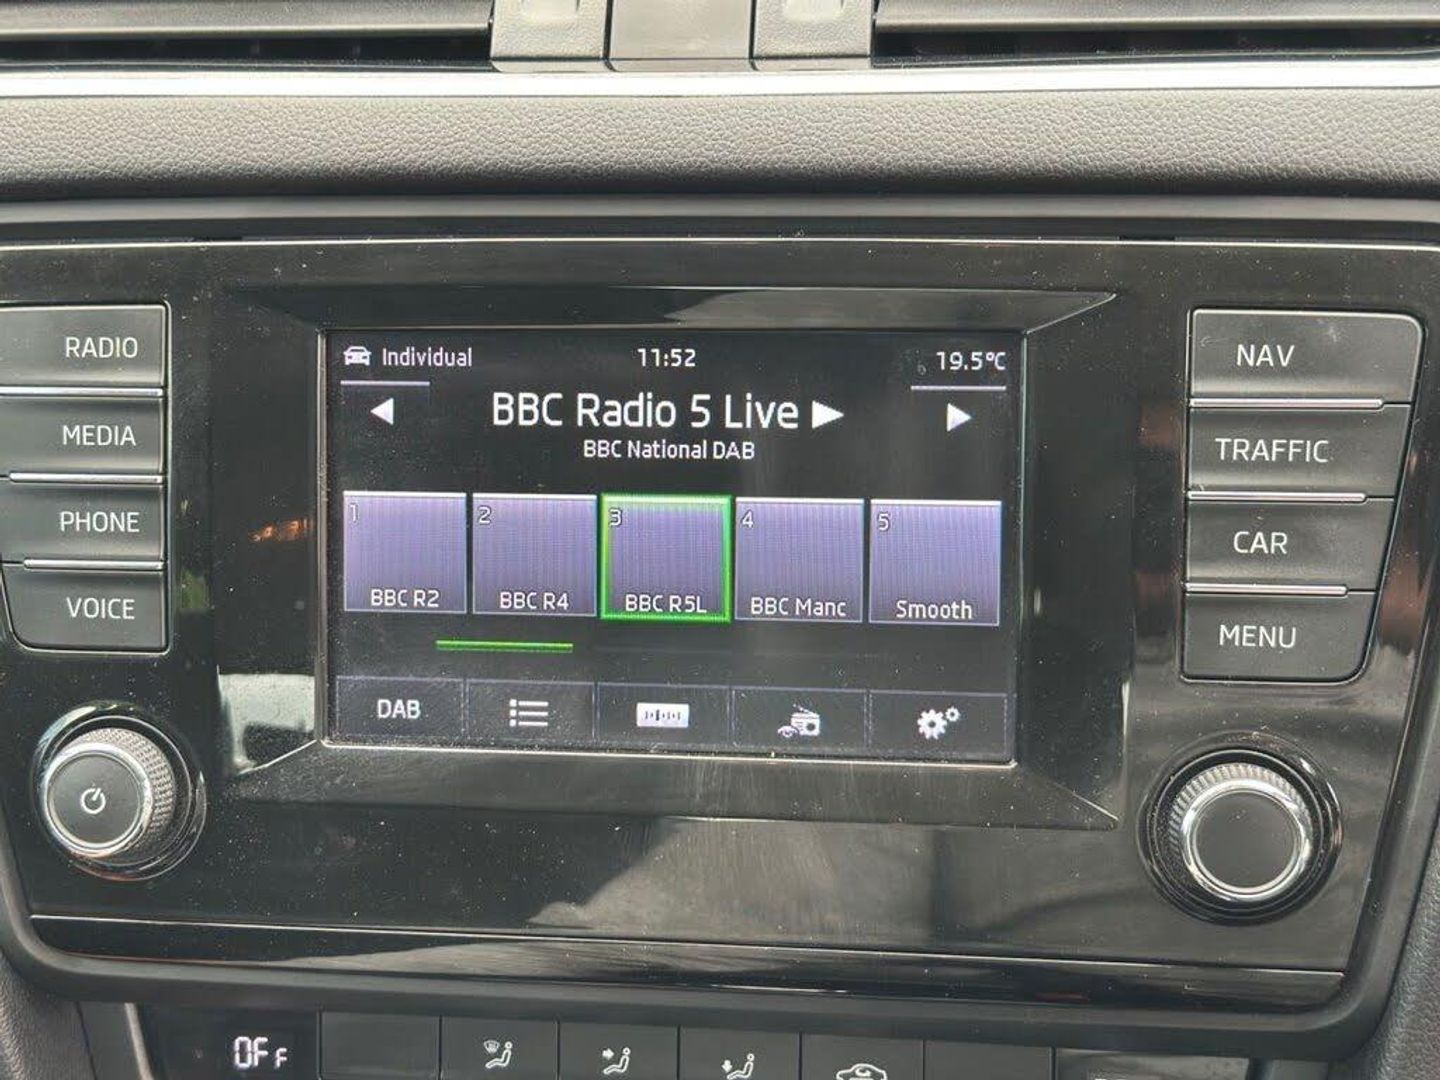 RADIO
MEDIA
PHONE
VOICE
Individual 11:52 19.5°C
BBC Radio 5 Live
BBC National DAB
1 2 3 4 5
BBC R2 BBC R4 BBC R5L BBC Manc Smooth
DAB
NAV
TRAFFIC
CAR
MENU
OFF